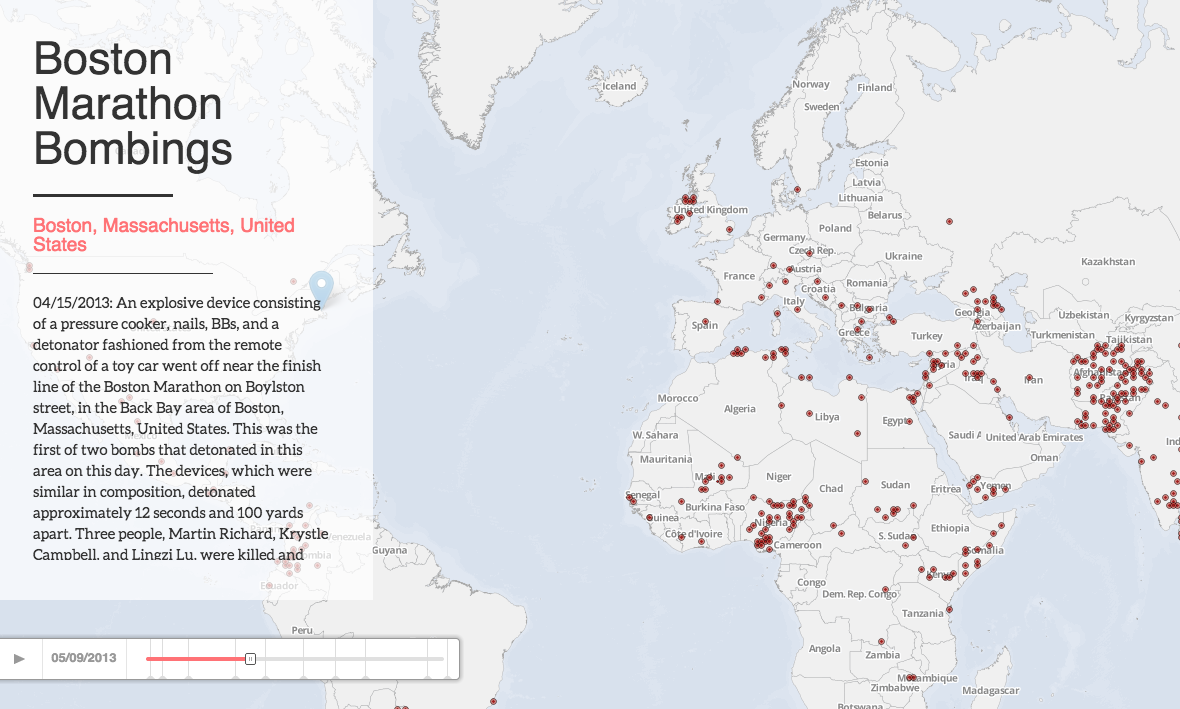 Boston
Marathon
Bombings
Boston, Massachusetts, United
States
04/15/2013: An explosive device consisting
of a pressure cooker, nails, BBs, and a
detonator fashioned from the remote
control of a toy car went off near the finish
line of the Boston Marathon on Boylston
street, in the Back Bay area of Boston,
Massachusetts, United States. This was the
first of two bombs that detonated in this
area on this day. The devices, which were
similar in composition, detonated
approximately 12 seconds and 100 yards
apart. Three people, Martin Richard, Krystle
Campbell, and Lingzi Lu, were killed and
05/09/2013
Iceland
Norway
Finland
Sweden
Estonia
Latvia
Lithuania
United Kingdom
Belarus
Poland
Germany
Czech Rep.
Ukraine
Kazakhstan
Austria
France
Romania
Croatia
Italy
Bulgaria
Georgia
Uzbekistan
Kyrgyzstan
Spain
Azerbaijan
Greece
Turkey
Turkmenistan
Tajikistan
Syria
Afghanistan
Iraq
Iran
Morocco
Pakistan
Algeria
Libya
Egypt
W. Sahara
Saudi A
United Arab Emirates
Ind
Oman
Mauritania
Mali
Niger
Chad
Sudan
Eritrea
Yemen
Senegal
Burkina Faso
Guinea
Nigeria
Ethiopia
Côte d'Ivoire
S. Sudan
Cameroon
Somalia
Venezuela
Guyana
Mexico
Ecuador
Peru
Congo
Kenya
Dem. Rep. Congo
Tanzania
Angola
Zambia
Mozambique
Zimbabwe
Madagascar
Botswana